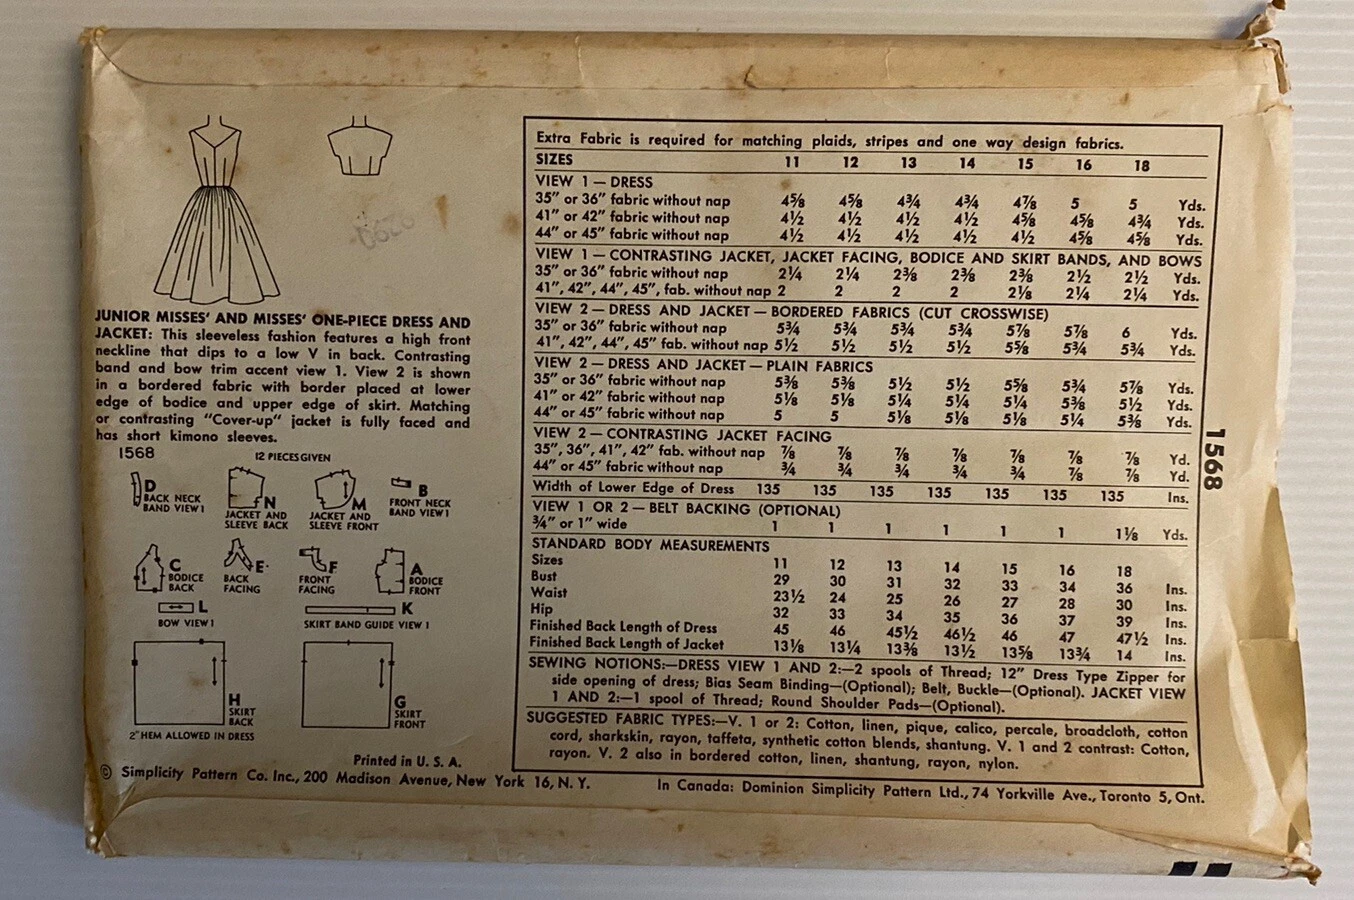 JUNIOR MISSES' AND MISSES' ONE-PIECE DRESS AND
JACKET: This sleeveless fashion features a high front
neckline that dips to a low V in back. Contrasting
band and bow trim accent view 1. View 2 is shown
in a bordered fabric with border placed at lower
edge of bodice and upper edge of skirt. Matching
or contrasting "Cover-up" jacket is fully faced and
has short kimono sleeves.
1568 12 PIECES GIVEN
D
BACK NECK
BAND VIEW 1
N
JACKET AND
SLEEVE BACK
M
JACKET AND
SLEEVE FRONT
B
FRONT NECK
BAND VIEW 1
C
BODICE
BACK
E
BACK
FACING
F
FRONT
FACING
A
BODICE
FRONT
L
BOW VIEW 1
K
SKIRT BAND GUIDE VIEW 1
H
SKIRT
BACK
G
SKIRT
FRONT
2" HEM ALLOWED IN DRESS
Printed in U. S. A.
Extra Fabric is required for matching plaids, stripes and one way design fabrics.
SIZES 11 12 13 14 15 16 18
VIEW 1 — DRESS
35" or 36" fabric without nap 4⅝ 4⅝ 4¾ 4¾ 4⅞ 5 5 Yds.
41" or 42" fabric without nap 4½ 4½ 4½ 4½ 4⅝ 4⅝ 4¾ Yds.
44" or 45" fabric without nap 4½ 4½ 4½ 4½ 4½ 4⅝ 4⅝ Yds.
VIEW 1 — CONTRASTING JACKET, JACKET FACING, BODICE AND SKIRT BANDS, AND BOWS
35" or 36" fabric without nap 2¼ 2¼ 2⅜ 2⅜ 2⅜ 2½ 2½ Yds.
41", 42", 44", 45", fab. without nap 2 2 2 2 2⅛ 2¼ 2¼ Yds.
VIEW 2 — DRESS AND JACKET — BORDERED FABRICS (CUT CROSSWISE)
35" or 36" fabric without nap 5¾ 5¾ 5¾ 5¾ 5⅞ 5⅞ 6 Yds.
41", 42", 44", 45" fab. without nap 5½ 5½ 5½ 5½ 5⅝ 5¾ 5¾ Yds.
VIEW 2 — DRESS AND JACKET — PLAIN FABRICS
35" or 36" fabric without nap 5⅜ 5⅜ 5½ 5½ 5⅝ 5¾ 5⅞ Yds.
41" or 42" fabric without nap 5⅛ 5⅛ 5¼ 5¼ 5¼ 5⅜ 5½ Yds.
44" or 45" fabric without nap 5 5 5⅛ 5⅛ 5⅛ 5¼ 5⅜ Yds.
VIEW 2 — CONTRASTING JACKET FACING
35", 36", 41", 42" fab. without nap ⅞ ⅞ ⅞ ⅞ ⅞ ⅞ ⅞ Yd.
44" or 45" fabric without nap ¾ ¾ ¾ ¾ ¾ ⅞ ⅞ Yd.
Width of Lower Edge of Dress 135 135 135 135 135 135 135 Ins.
VIEW 1 OR 2 — BELT BACKING (OPTIONAL)
¾" or 1" wide 1 1 1 1 1 1 1⅛ Yds.
STANDARD BODY MEASUREMENTS
Sizes 11 12 13 14 15 16 18
Bust 29 30 31 32 33 34 36 Ins.
Waist 23½ 24 25 26 27 28 30 Ins.
Hip 32 33 34 35 36 37 39 Ins.
Finished Back Length of Dress 45 46 45½ 46½ 46 47 47½ Ins.
Finished Back Length of Jacket 13⅛ 13¼ 13⅜ 13½ 13⅝ 13¾ 14 Ins.
SEWING NOTIONS:—DRESS VIEW 1 AND 2:—2 spools of Thread; 12" Dress Type Zipper for
side opening of dress; Bias Seam Binding—(Optional); Belt, Buckle—(Optional). JACKET VIEW
1 AND 2:—1 spool of Thread; Round Shoulder Pads—(Optional).
SUGGESTED FABRIC TYPES:—V. 1 or 2: Cotton, linen, pique, calico, percale, broadcloth, cotton
cord, sharkskin, rayon, taffeta, synthetic cotton blends, shantung. V. 1 and 2 contrast: Cotton,
rayon. V. 2 also in bordered cotton, linen, shantung, rayon, nylon.
1568
© Simplicity Pattern Co. Inc., 200 Madison Avenue, New York 16, N. Y. In Canada: Dominion Simplicity Pattern Ltd., 74 Yorkville Ave., Toronto 5, Ont.